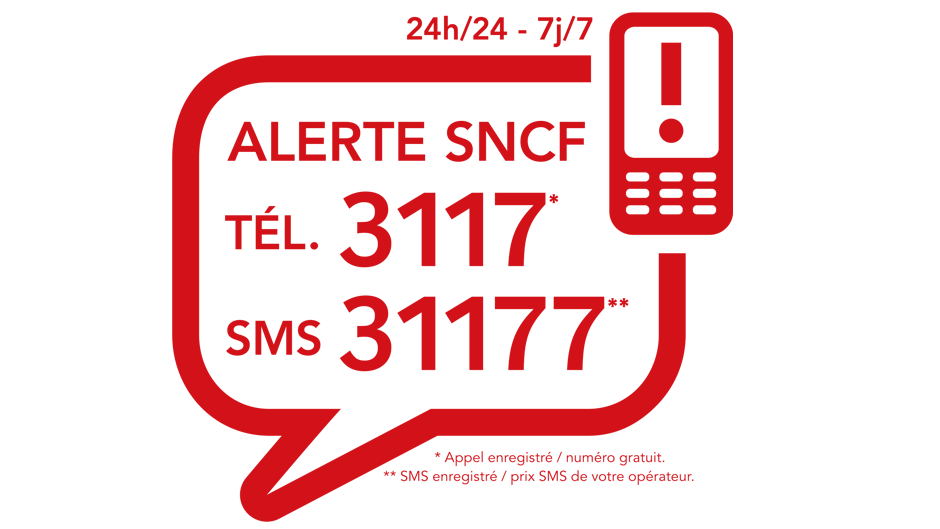 24h/24 - 7j/7
ALERTE SNCF
TÉL. 3117*
SMS 31177**
* Appel enregistré / numéro gratuit.
** SMS enregistré / prix SMS de votre opérateur.